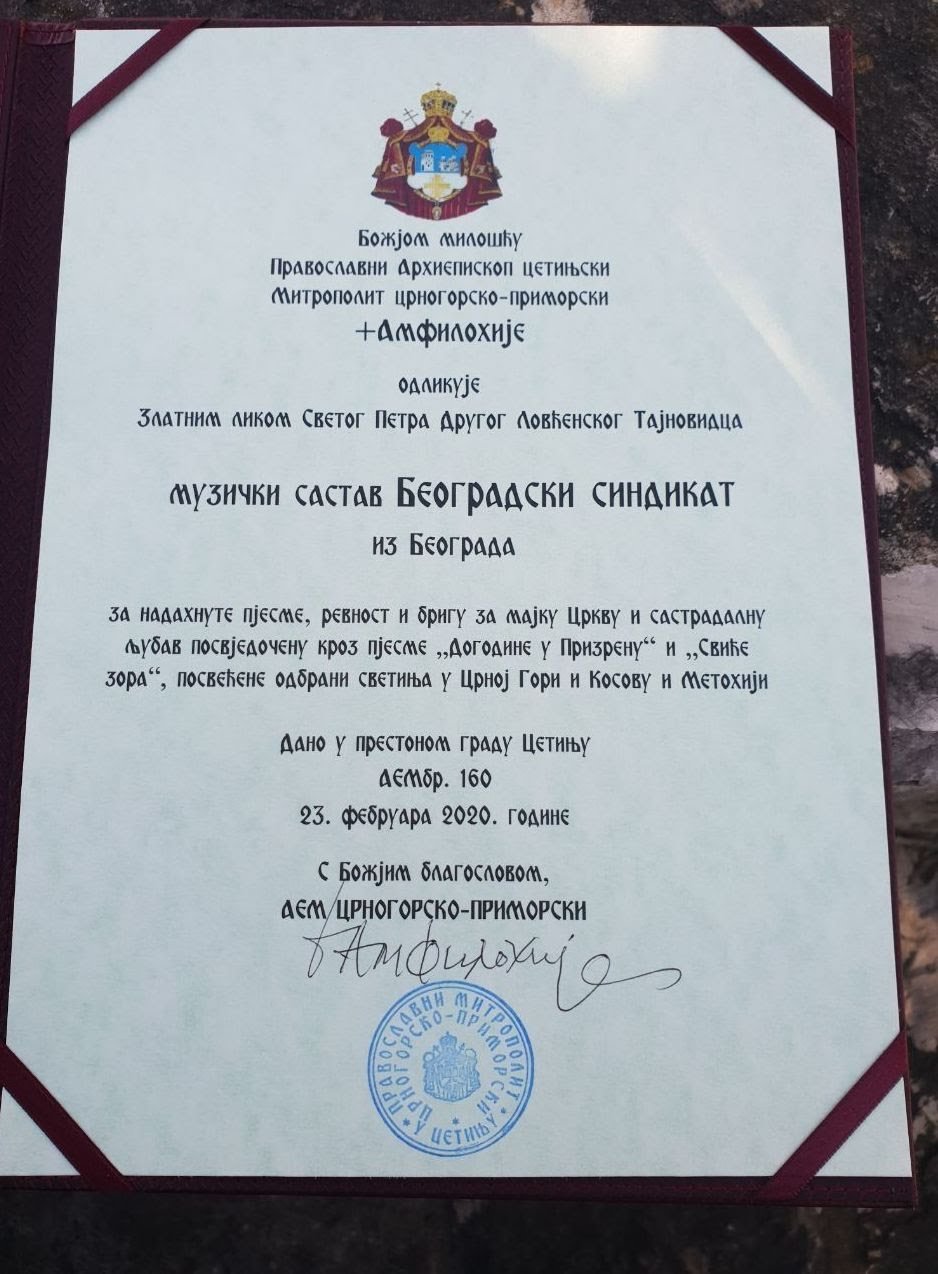 Божјом милошћу
Православни Архиепископ цетињски
Митрополит црногорско-приморски
+Амфилохије
одликује
Златним ликом Светог Петра Другог Ловћенског Тајновидца
музички састав Београдски синдикат
из Београда
за надахнуте пјесме, ревност и бригу за мајку Цркву и састрадалну
љубав посвједочену кроз пјесме „Догодине у Призрену“ и „Свиће
зора“, посвећене одбрани светиња у Црној Гори и Косову и Метохији
Дано у престоном граду Цетињу
АЕМбр. 160
23. фебруара 2020. године
С Божјим благословом,
АЕМ ЦРНОГОРСКО-ПРИМОРСКИ
+Амфилохије
* ПРАВОСЛАВНИ МИТРОПОЛИТ *
ЦРНОГОРСКО-ПРИМОРСКИ *
У ЦЕТИЊУ